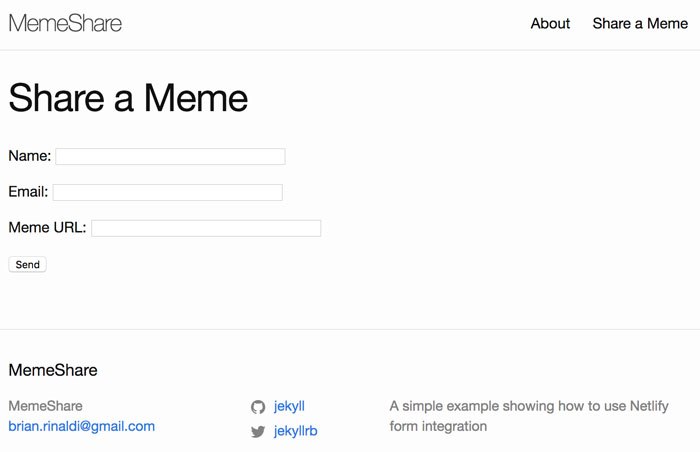 MemeShare
About
Share a Meme
Share a Meme
Name:
Email:
Meme URL:
Send
MemeShare
MemeShare
brian.rinaldi@gmail.com
jekyll
jekyllrb
A simple example showing how to use Netlify
form integration